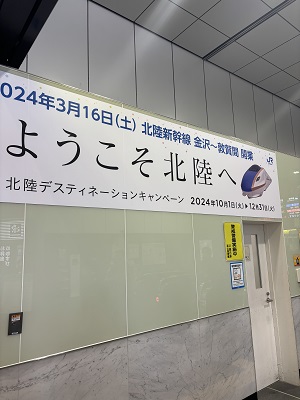 024年3月16日(土) 北陸新幹線 金沢~敦賀間 開業
JR
ようこそ北陸へ
北陸デスティネーションキャンペーン 2024年10月1日(火)▶12月31日(火)